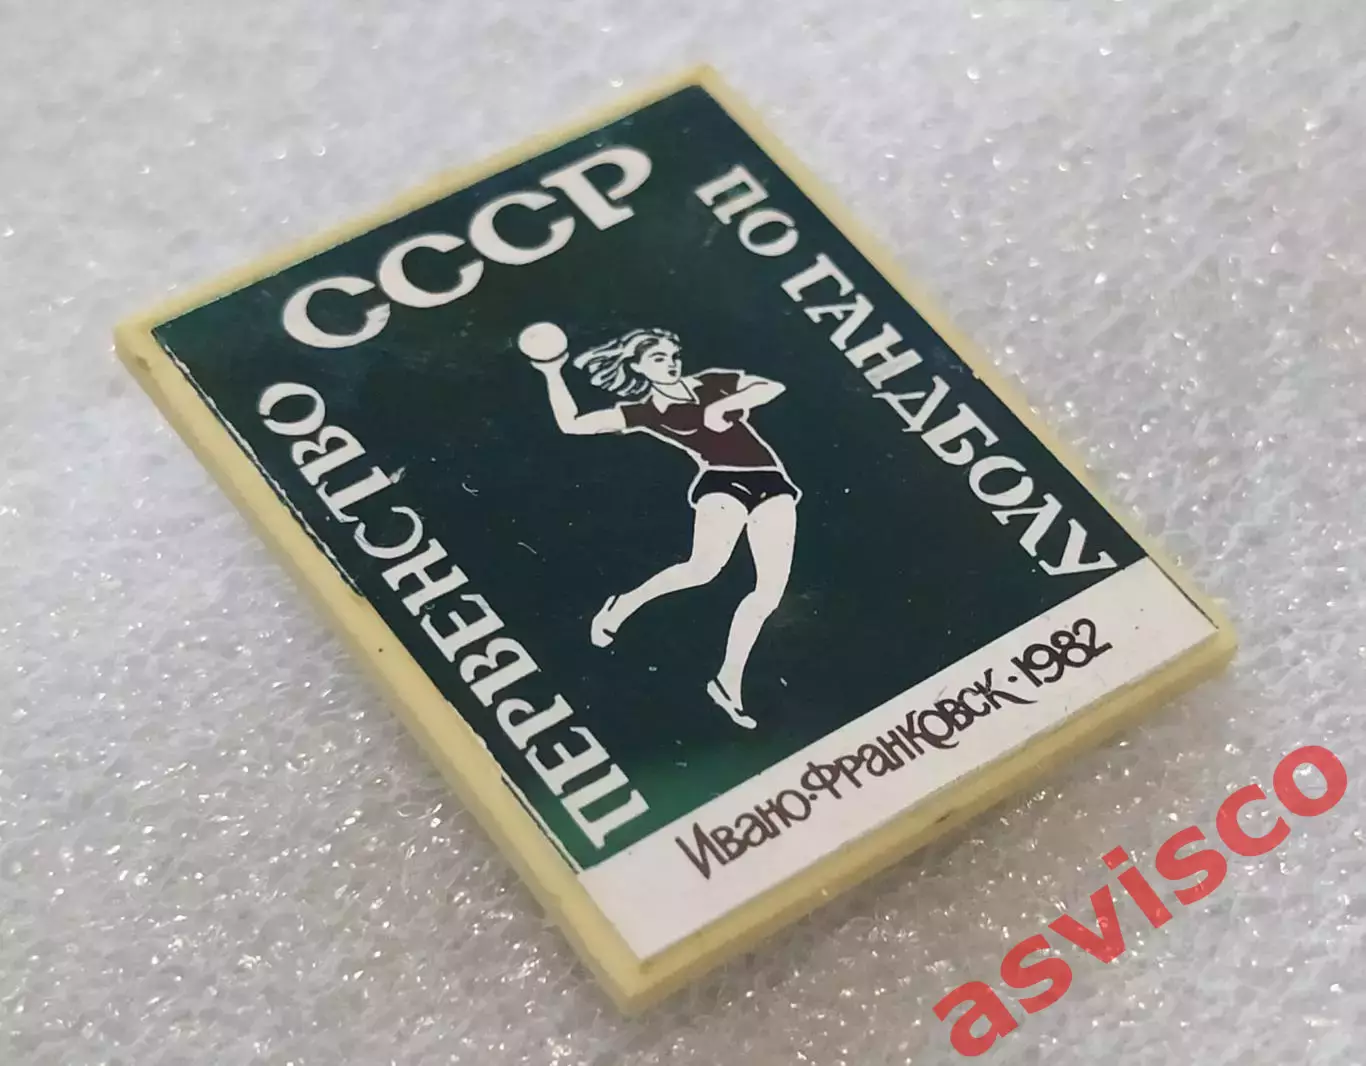 ПЕРВЕНСТВО
СССР
ПО ГАНДБОЛУ
Ивано-Франковск·1982
asvisco